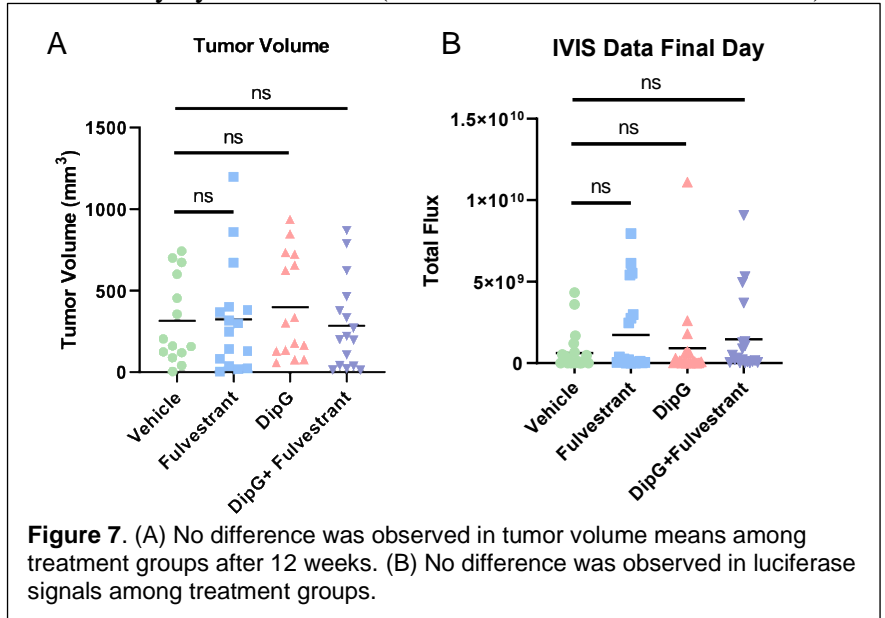 A
Tumor Volume
ns
ns
ns
1500
1000
500
0
Tumor Volume (mm³)
Vehicle
Fulvestrant
DipG
DipG+ Fulvestrant
B
IVIS Data Final Day
ns
ns
ns
1.5×10¹⁰
1×10¹⁰
5×10⁹
0
Total Flux
Vehicle
Fulvestrant
DipG
DipG+Fulvestrant
Figure 7. (A) No difference was observed in tumor volume means among
treatment groups after 12 weeks. (B) No difference was observed in luciferase
signals among treatment groups.